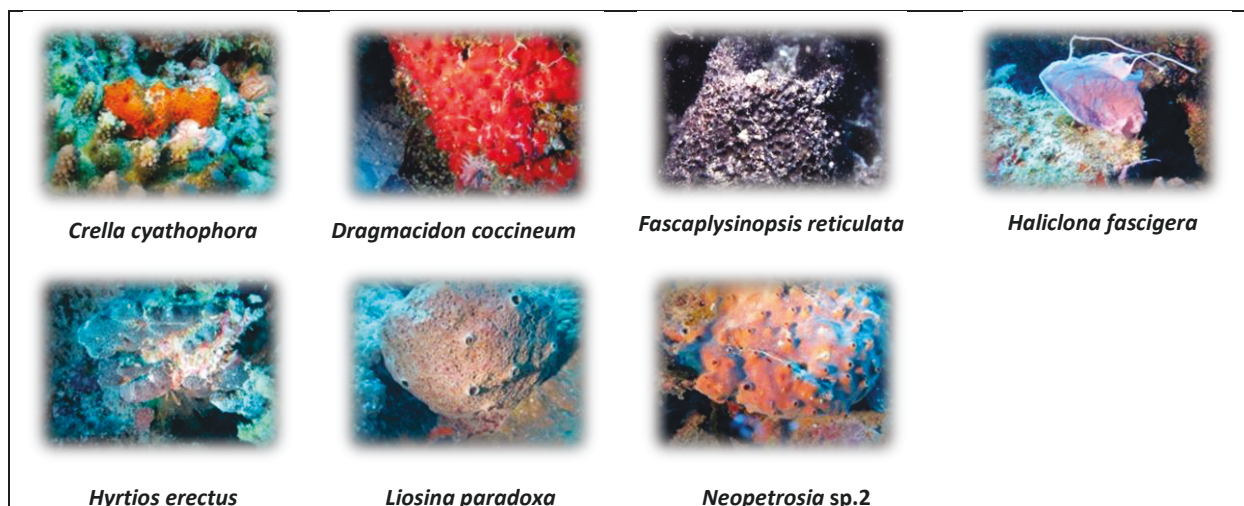 Crella cyathophora
Dragmacidon coccineum
Fascaplysinopsis reticulata
Haliclona fascigera
Hyrtios erectus
Liosina paradoxa
Neopetrosia sp.2